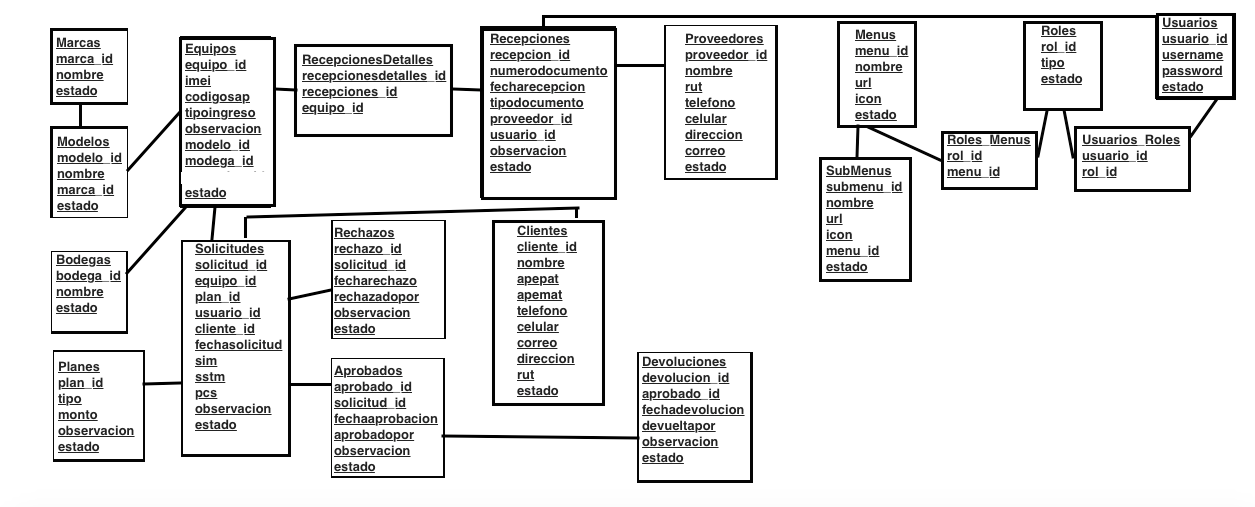 Marcas
marca_id
nombre
estado
Modelos
modelo_id
nombre
marca_id
estado
Bodegas
bodega_id
nombre
estado
Planes
plan_id
tipo
monto
observacion
estado
Equipos
equipo_id
imei
codigosap
tipoingreso
observacion
modelo_id
modega_id
estado
Solicitudes
solicitud_id
equipo_id
plan_id
usuario_id
cliente_id
fechasolicitud
sim
sstm
pcs
observacion
estado
RecepcionesDetalles
recepcionesdetalles_id
recepciones_id
equipo_id
Rechazos
rechazo_id
solicitud_id
fecharechazo
rechazadopor
observacion
estado
Aprobados
aprobado_id
solicitud_id
fechaaprobacion
aprobadopor
observacion
estado
Recepciones
recepcion_id
numerodocumento
fecharecepcion
tipodocumento
proveedor_id
usuario_id
observacion
estado
Clientes
cliente_id
nombre
apepat
apemat
telefono
celular
correo
direccion
rut
estado
Proveedores
proveedor_id
nombre
rut
telefono
celular
direccion
correo
estado
Devoluciones
devolucion_id
aprobado_id
fechadevolucion
devueltapor
observacion
estado
Menus
menu_id
nombre
url
icon
estado
SubMenus
submenu_id
nombre
url
icon
menu_id
estado
Roles_Menus
rol_id
menu_id
Roles
rol_id
tipo
estado
Usuarios_Roles
usuario_id
rol_id
Usuarios
usuario_id
username
password
estado